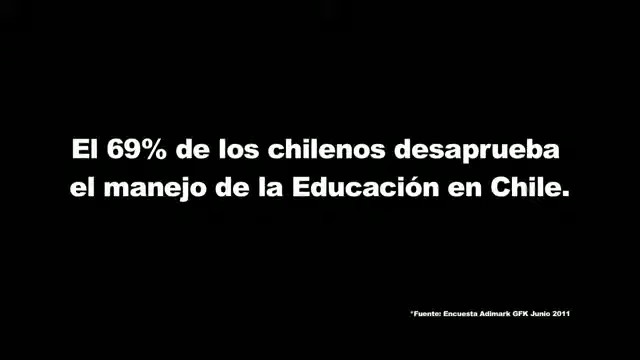 El 69% de los chilenos desaprueba
el manejo de la Educación en Chile.
*Fuente: Encuesta Adimark GFK Junio 2011